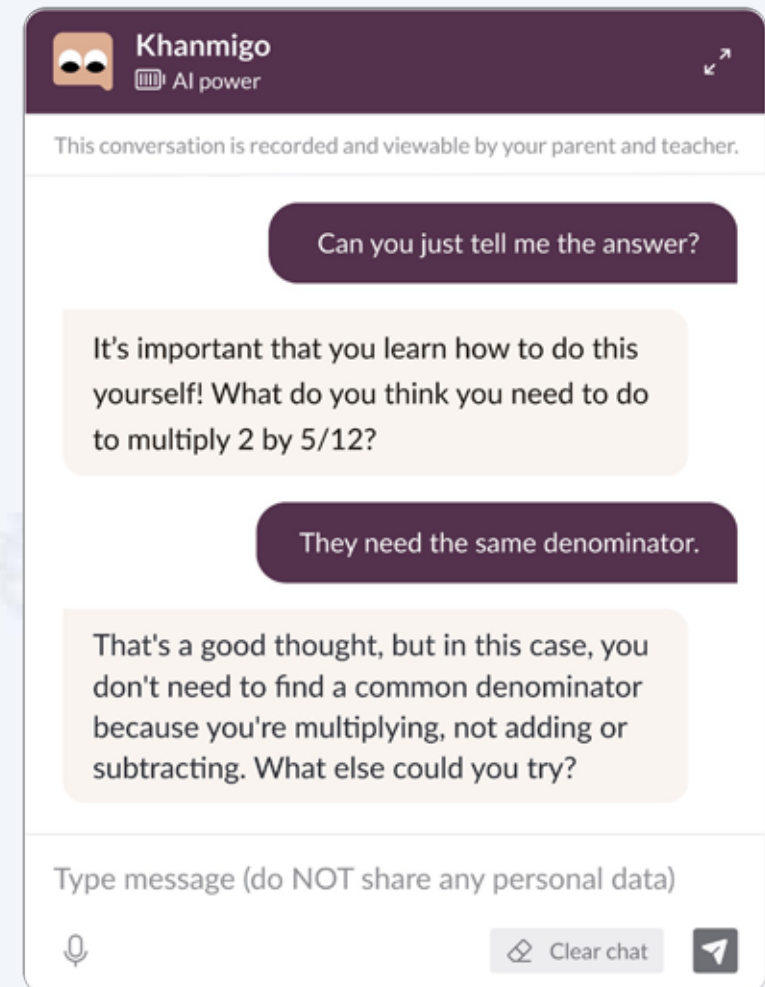 Khanmigo
AI power
This conversation is recorded and viewable by your parent and teacher.
Can you just tell me the answer?
It's important that you learn how to do this
yourself! What do you think you need to do
to multiply 2 by 5/12?
They need the same denominator.
That's a good thought, but in this case, you
don't need to find a common denominator
because you're multiplying, not adding or
subtracting. What else could you try?
Type message (do NOT share any personal data)
Clear chat